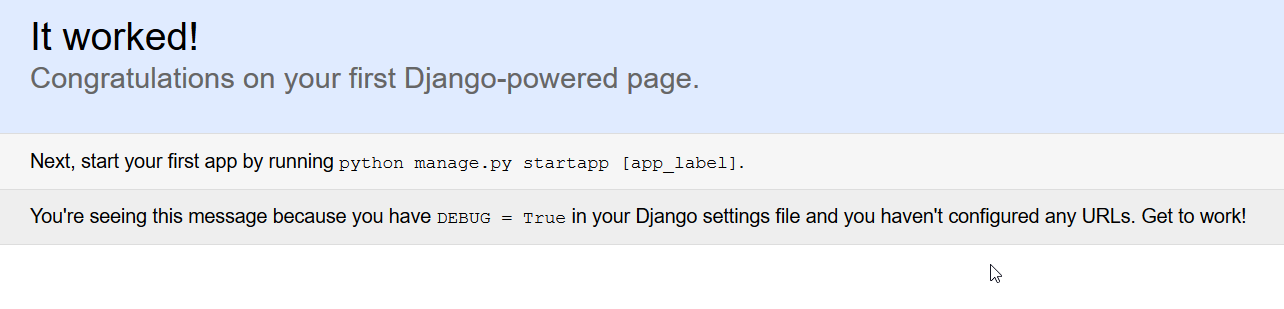 It worked!
Congratulations on your first Django-powered page.
Next, start your first app by running python manage.py startapp [app_label].
You're seeing this message because you have DEBUG = True in your Django settings file and you haven't configured any URLs. Get to work!